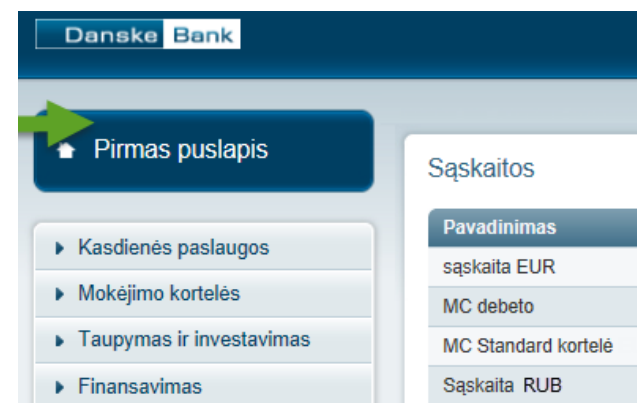 Danske Bank
Pirmas puslapis
Kasdienės paslaugos
Mokėjimo kortelės
Taupymas ir investavimas
Finansavimas
Sąskaitos
Pavadinimas
sąskaita EUR
MC debeto
MC Standard kortelė
Sąskaita RUB